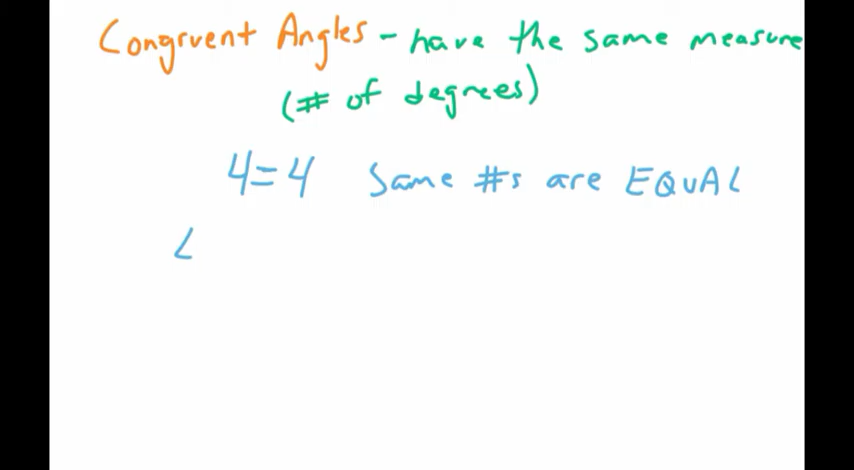 Congruent Angles - have the same measure
(# of degrees)
4=4 Same #s are EQUAL
∠